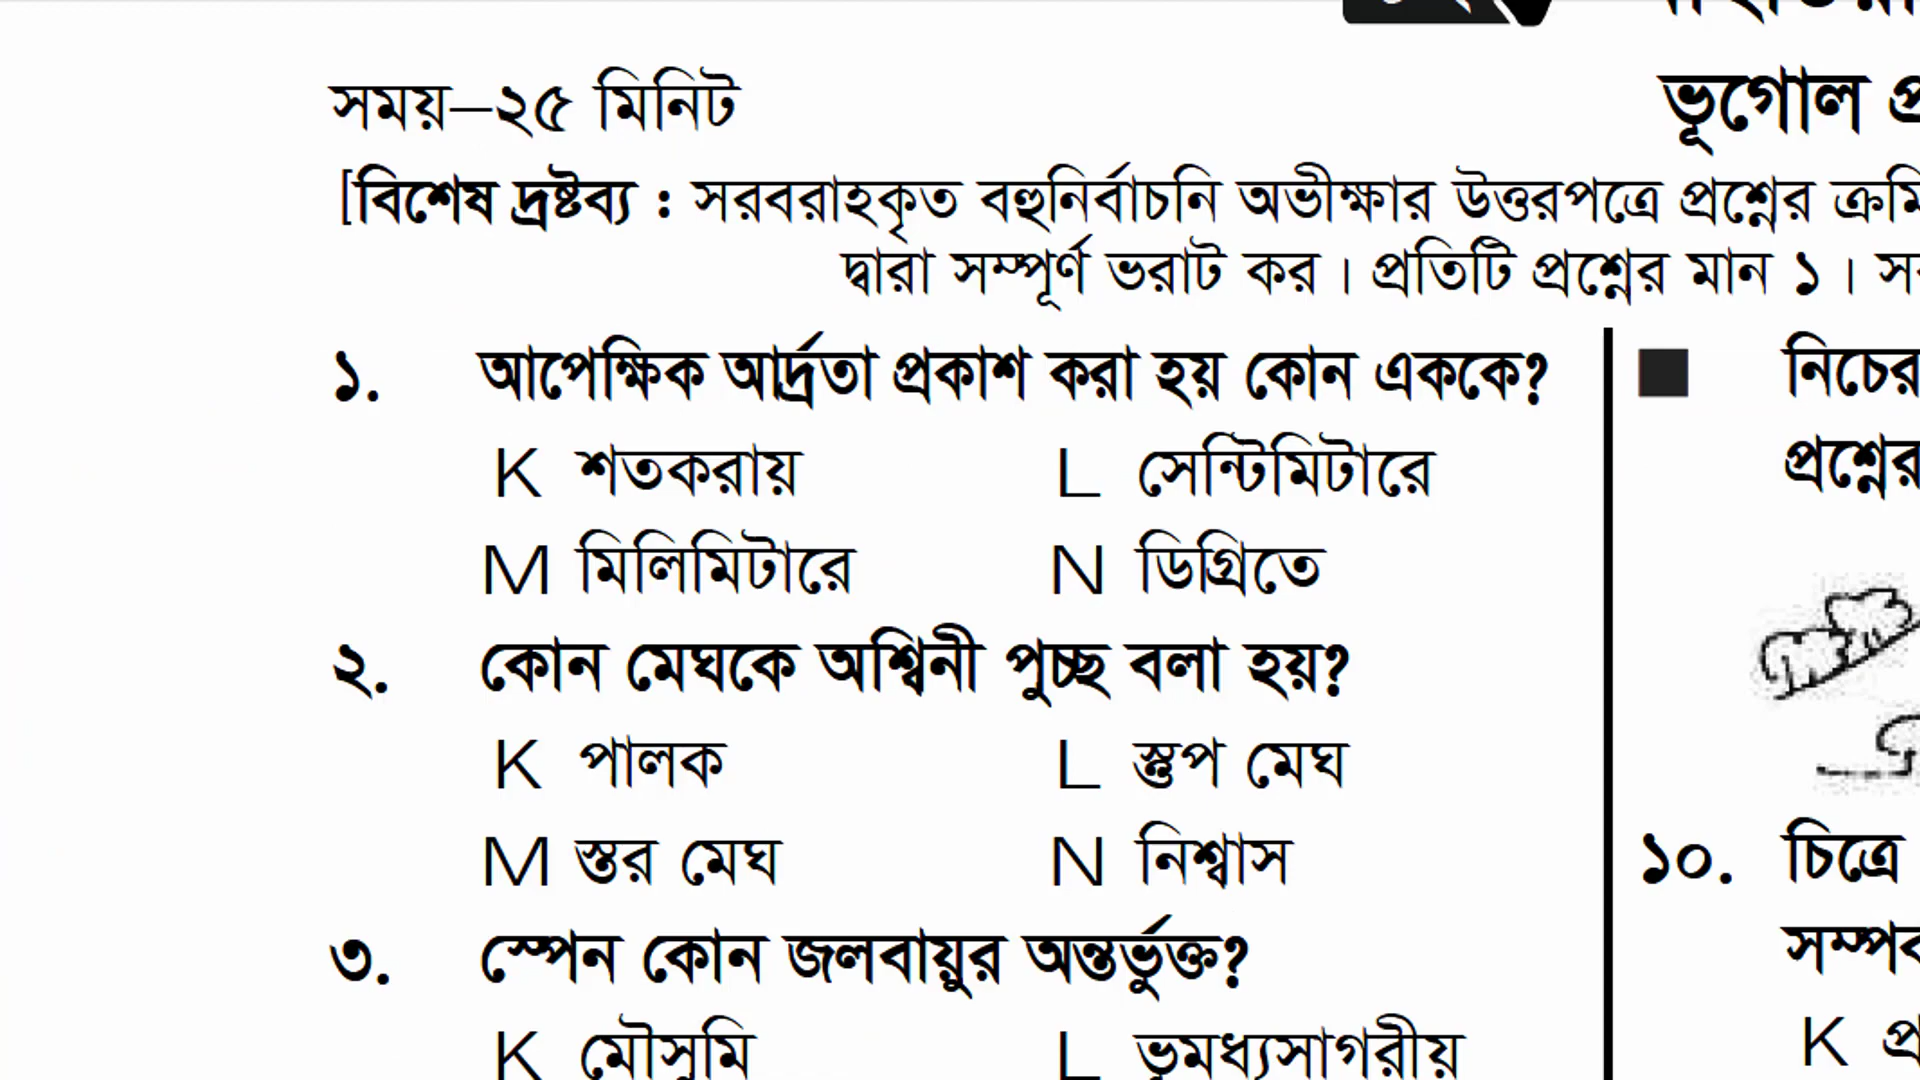 সময়–২৫ মিনিট
ভূগোল
[বিশেষ দ্রষ্টব্য : সরবরাহকৃত বহুনির্বাচনি অভীক্ষার উত্তরপত্রে প্রশ্নের
দ্বারা সম্পূর্ণ ভরাট কর। প্রতিটি প্রশ্নের মান ১।
১. আপেক্ষিক আর্দ্রতা প্রকাশ করা হয় কোন এককে?
K শতকরায় L সেন্টিমিটারে
M মিলিমিটারে N ডিগ্রিতে
২. কোন মেঘকে অশ্বিনী পুচ্ছ বলা হয়?
K পালক L স্তুপ মেঘ
M স্তর মেঘ N নিশ্বাস
৩. স্পেন কোন জলবায়ুর অন্তর্ভুক্ত?
K মৌসুমি L ভূমধ্যসাগরীয়
নিচের
প্রশ্নের
১০. চিত্রে
K